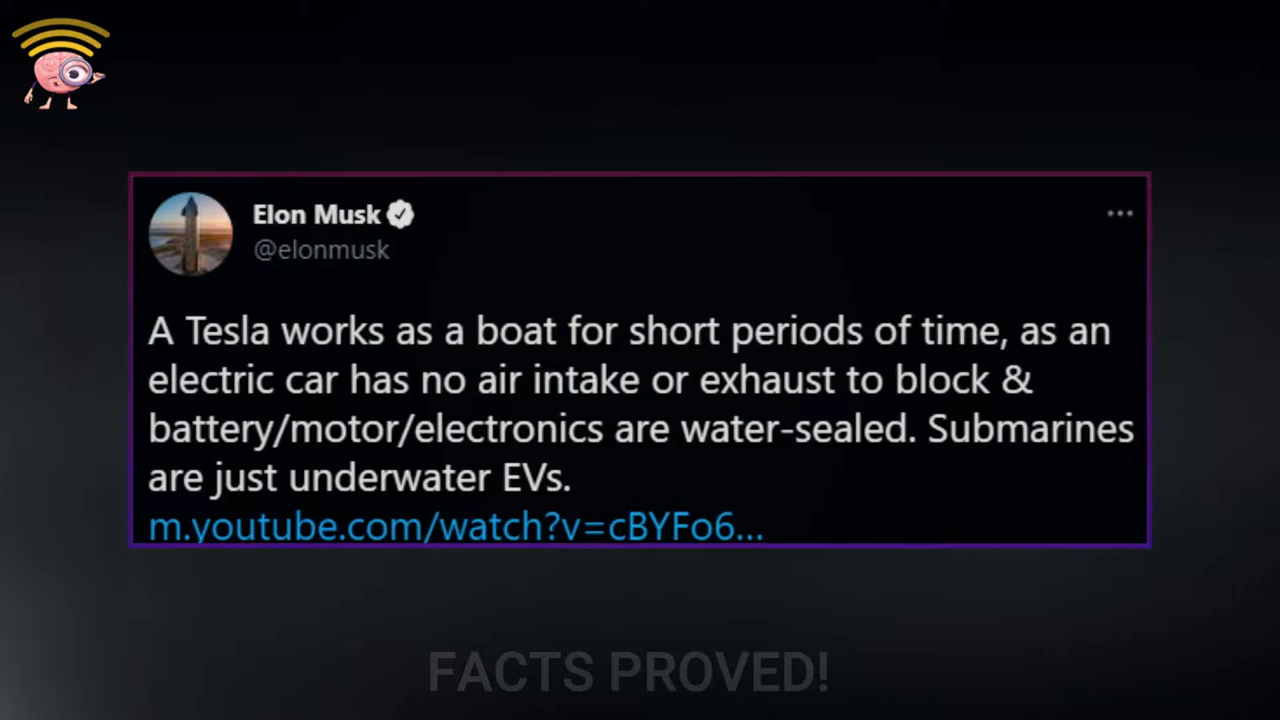 Elon Musk
@elonmusk
A Tesla works as a boat for short periods of time, as an
electric car has no air intake or exhaust to block &
battery/motor/electronics are water-sealed. Submarines
are just underwater EVs.
m.youtube.com/watch?v=cBYFo6...
FACTS PROVED!